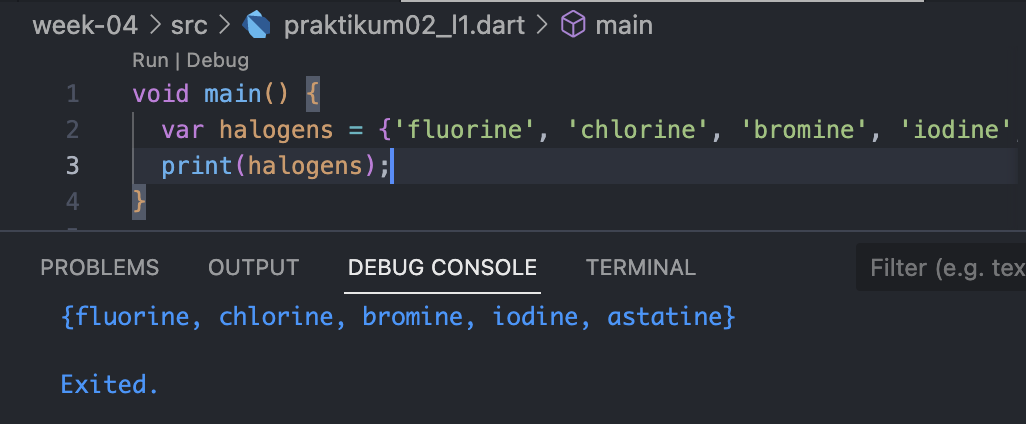 week-04 > src > praktikum02_l1.dart > main
Run | Debug
1 void main() {
2 var halogens = {'fluorine', 'chlorine', 'bromine', 'iodine'
3 print(halogens);
4 }
PROBLEMS OUTPUT DEBUG CONSOLE TERMINAL Filter (e.g. tex
{fluorine, chlorine, bromine, iodine, astatine}
Exited.